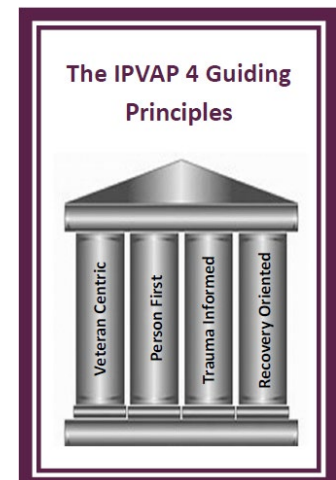 The IPVAP 4 Guiding
Principles
Veteran Centric
Person First
Trauma Informed
Recovery Oriented